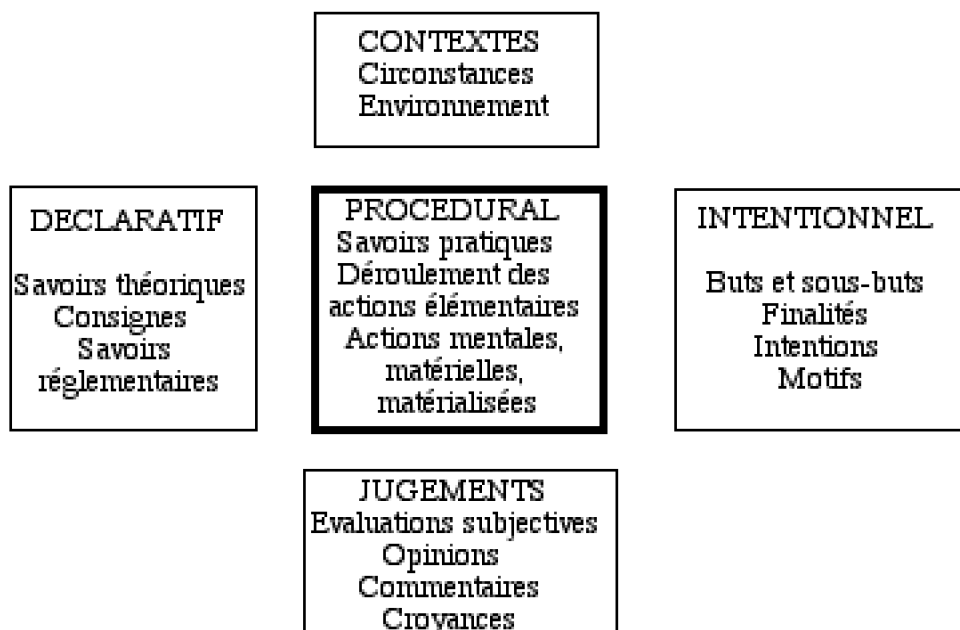 CONTEXTES
Circonstances
Environnement
DECLARATIF
Savoirs théoriques
Consignes
Savoirs
réglementaires
PROCEDURAL
Savoirs pratiques
Déroulement des
actions élémentaires
Actions mentales,
matérielles,
matérialisées
INTENTIONNEL
Buts et sous-buts
Finalités
Intentions
Motifs
JUGEMENTS
Evaluations subjectives
Opinions
Commentaires
Croyances